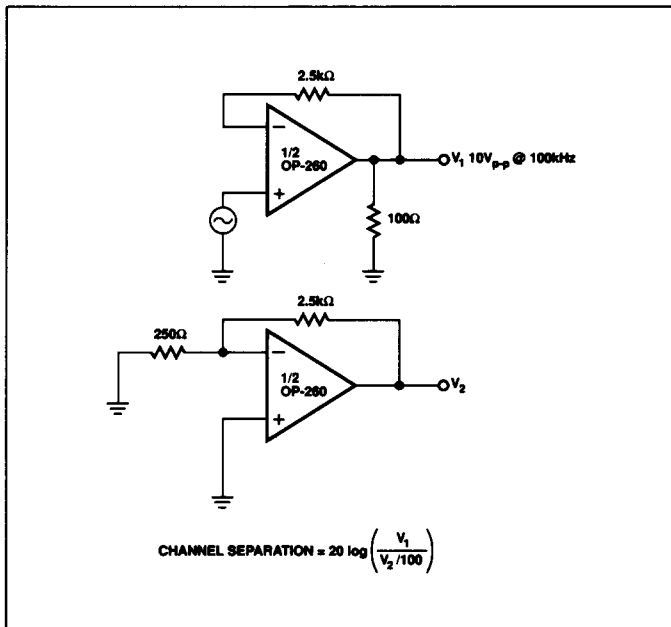 2.5kΩ
−
1/2
OP-260
+
V1 10Vp-p @ 100kHz
100Ω
2.5kΩ
250Ω
−
1/2
OP-260
+
V2
CHANNEL SEPARATION = 20 log ( V1 / V2 /100 )